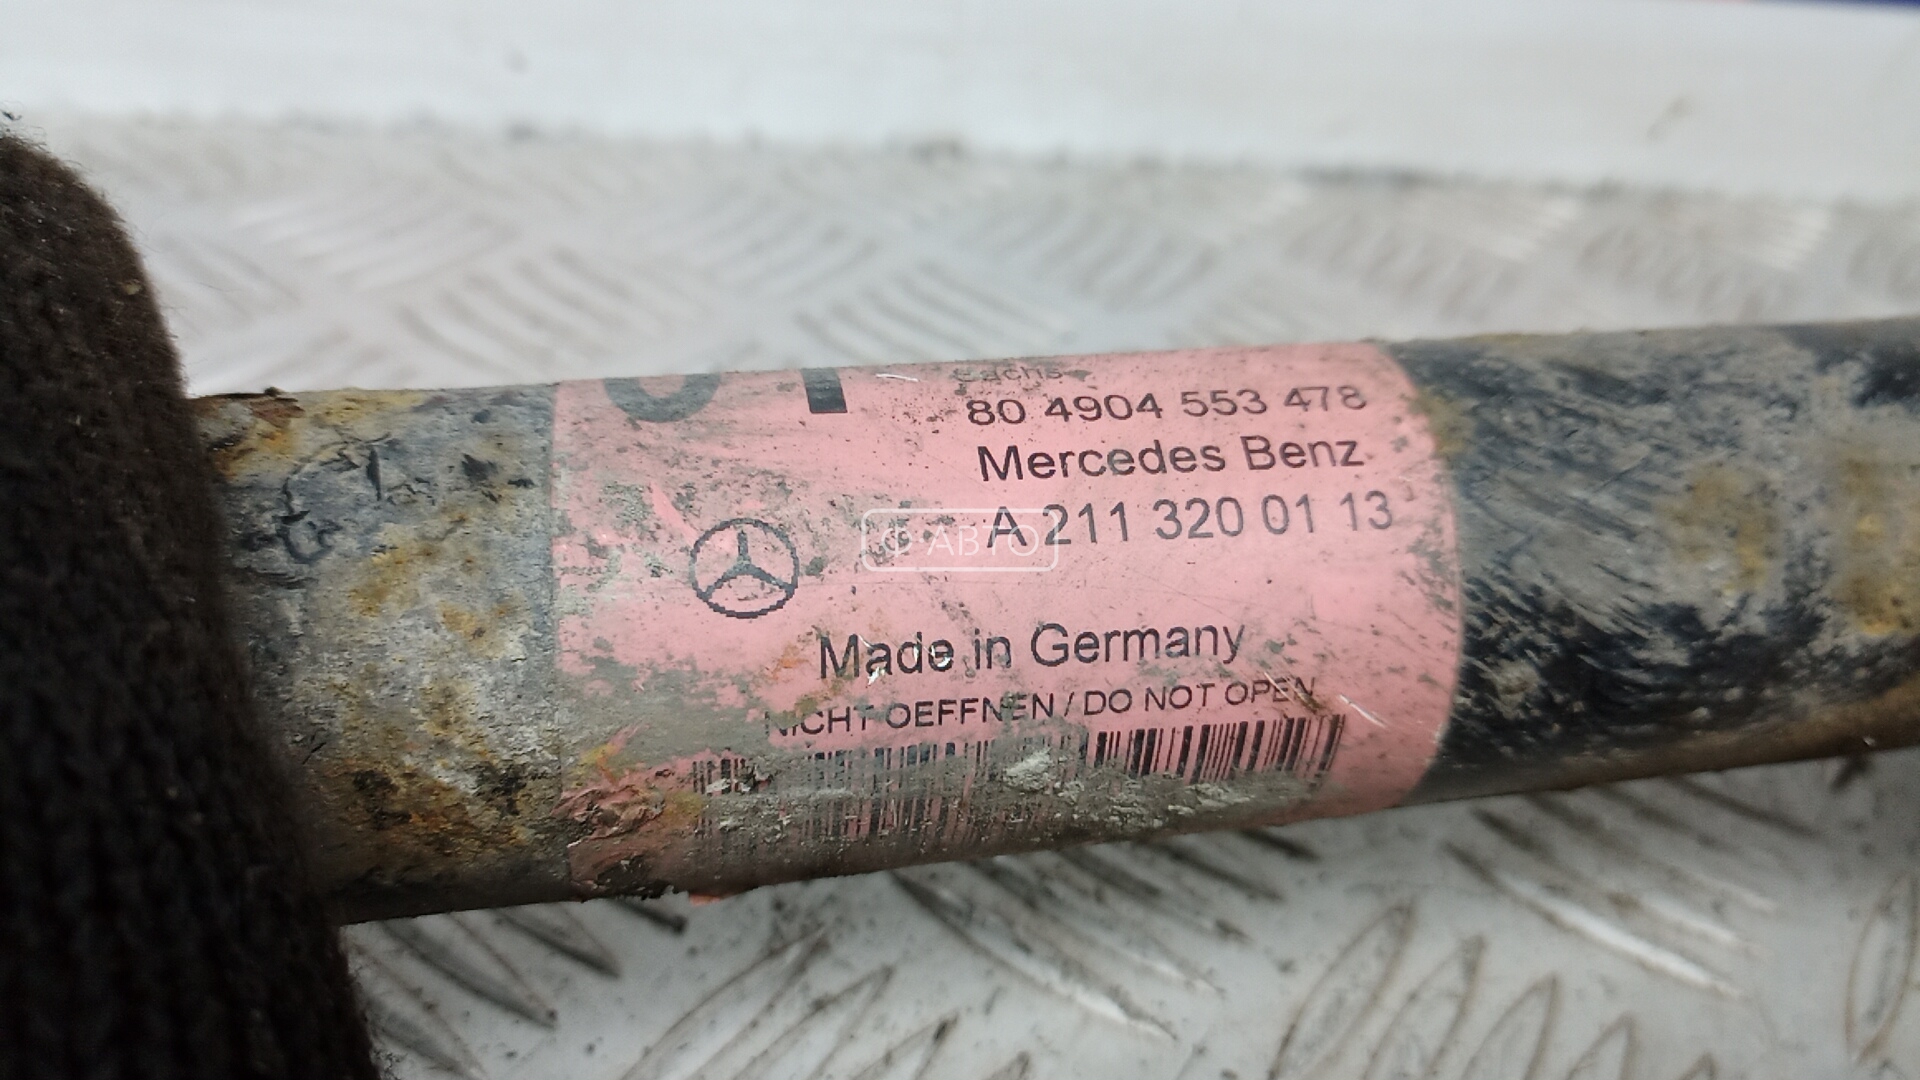 Sachs
80 4904 553 478
Mercedes Benz
A 211 320 01 13
Ф АВТО
Made in Germany
NICHT OEFFNEN / DO NOT OPEN